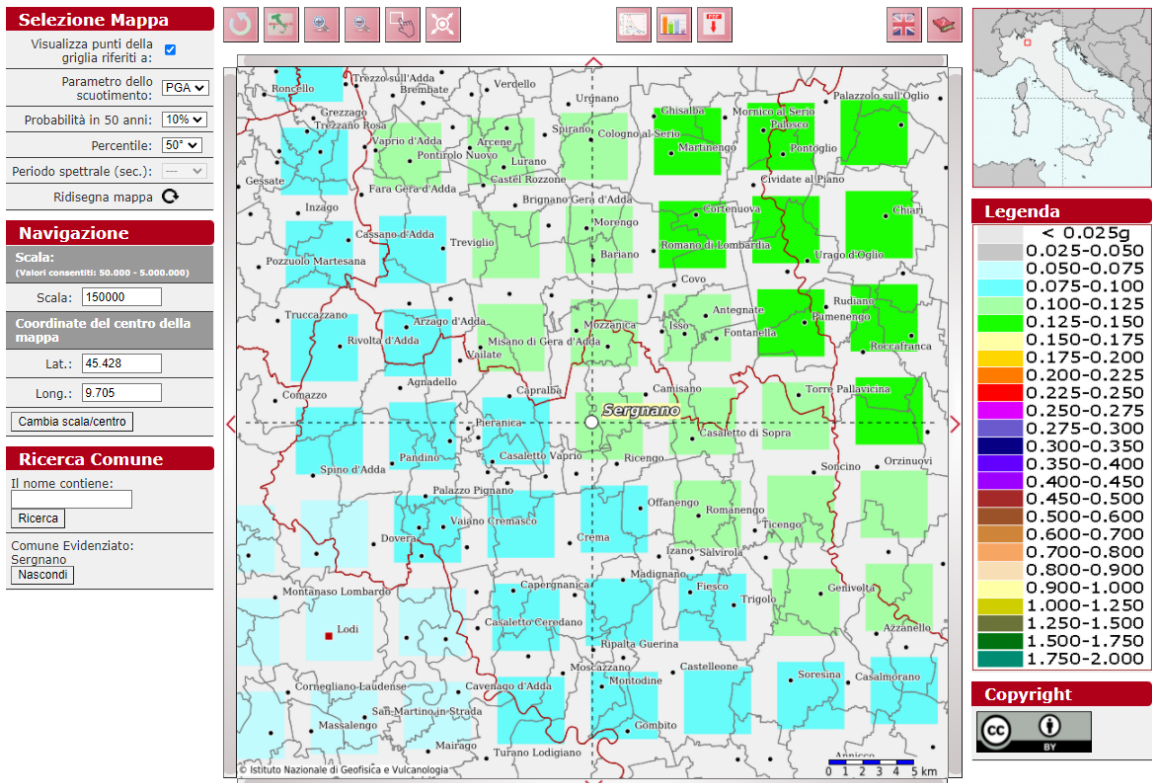 Selezione Mappa
Visualizza punti della
griglia riferiti a:
Parametro dello
scuotimento:
PGA
Probabilità in 50 anni:
10%
Percentile:
50°
Periodo spettrale (sec.):
---
Ridisegna mappa
Navigazione
Scala:
(Valori consentiti: 50.000 - 5.000.000)
Scala:
150000
Coordinate del centro della
mappa
Lat.:
45.428
Long.:
9.705
Cambia scala/centro
Ricerca Comune
Il nome contiene:
Ricerca
Comune Evidenziato:
Sergnano
Nascondi
PDF
Roncello
Trezzo sull'Adda
Brembate
Verdello
Urgnano
Ghisalba
Mornico al Serio
Palazzolo sull'Oglio
Grezzago
Trezzano Rosa
Vaprio d'Adda
Arcene
Spirano
Cologno al Serio
Palosco
Pontirolo Nuovo
Lurano
Martinengo
Pontoglio
Gessate
Fara Gera d'Adda
Castel Rozzone
Cividate al Piano
Inzago
Brignano Gera d'Adda
Cortenuova
Chiari
Cassano d'Adda
Treviglio
Morengo
Romano di Lombardia
Pozzuolo Martesana
Bariano
Urago d'Oglio
Covo
Truccazzano
Arzago d'Adda
Mozzanica
Isso
Antegnate
Rudiano
Pumenengo
Rivolta d'Adda
Misano di Gera d'Adda
Fontanella
Vailate
Roccafranca
Comazzo
Agnadello
Capralba
Camisano
Torre Pallavicina
Sergnano
Pieranica
Casaletto di Sopra
Pandino
Casaletto Vaprio
Ricengo
Spino d'Adda
Soncino
Orzinuovi
Palazzo Pignano
Offanengo
Vaiano Cremasco
Romanengo
Dovera
Crema
Ticengo
Izano
Salvirola
Montanaso Lombardo
Capergnanica
Madignano
Fiesco
Genivolta
Trigolo
Lodi
Casaletto Ceredano
Azzanello
Ripalta Guerina
Moscazzano
Castelleone
Cornegliano Laudense
Cavenago d'Adda
Montodine
Soresina
Casalmorano
San Martino in Strada
Massalengo
Gombito
Mairago
Turano Lodigiano
Annicco
© Istituto Nazionale di Geofisica e Vulcanologia
0 1 2 3 4 5 km
Legenda
< 0.025g
0.025-0.050
0.050-0.075
0.075-0.100
0.100-0.125
0.125-0.150
0.150-0.175
0.175-0.200
0.200-0.225
0.225-0.250
0.250-0.275
0.275-0.300
0.300-0.350
0.350-0.400
0.400-0.450
0.450-0.500
0.500-0.600
0.600-0.700
0.700-0.800
0.800-0.900
0.900-1.000
1.000-1.250
1.250-1.500
1.500-1.750
1.750-2.000
Copyright
cc
BY